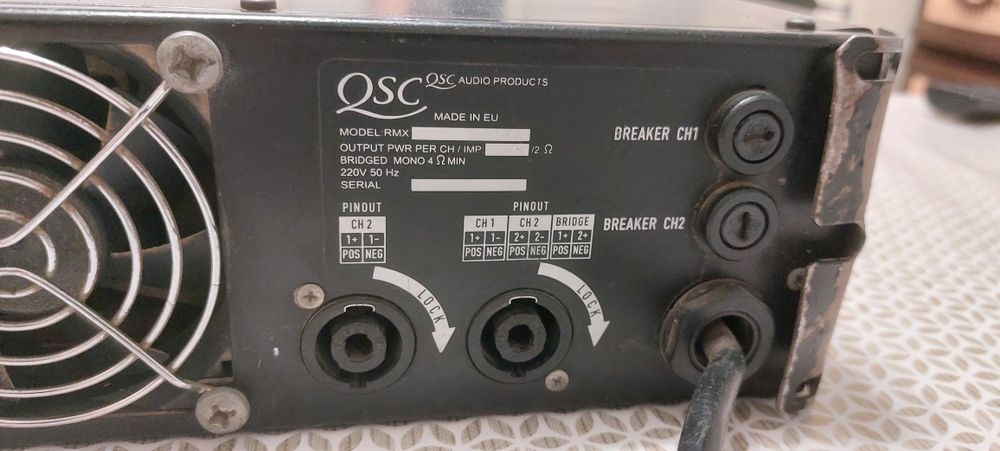 QSC QSC AUDIO PRODUCTS
MADE IN EU
MODEL:RMX
OUTPUT PWR PER CH / IMP: /2 Ω
BRIDGED MONO 4 Ω MIN
220V 50 Hz
SERIAL
BREAKER CH1
BREAKER CH2
PINOUT
CH 2
1+ 1-
POS NEG
PINOUT
CH 1 CH 2 BRIDGE
1+ 1- 2+ 2- 1+ 2+
POS NEG POS NEG POS NEG
LOCK
LOCK